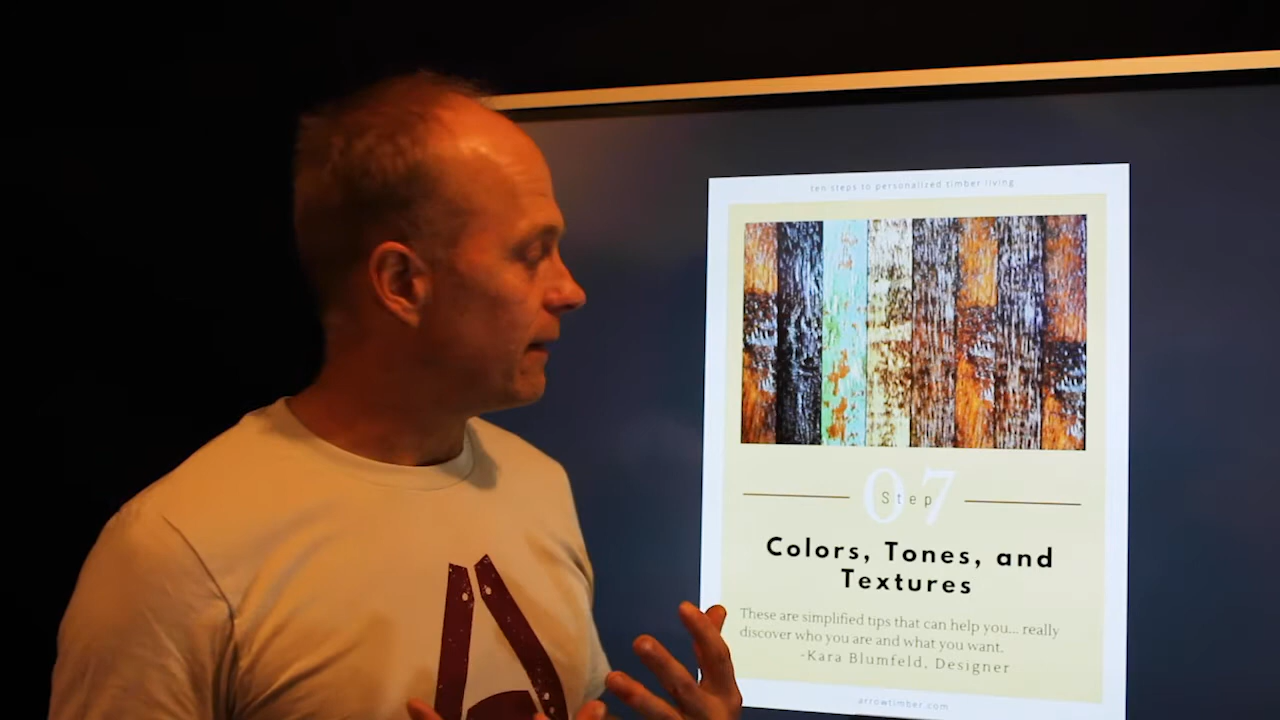 ten steps to personalized timber living
07
Step
Colors, Tones, and
Textures
These are simplified tips that can help you... really
discover who you are and what you want.
-Kara Blumfeld, Designer
arrowtimber.com